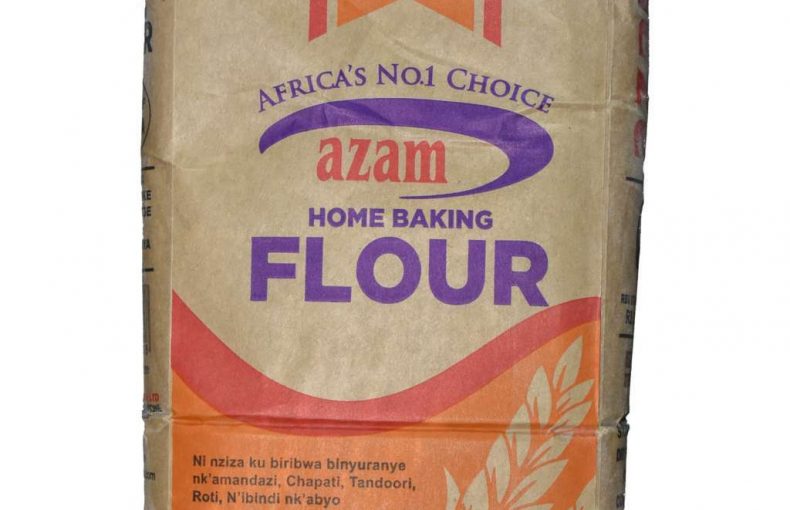 AFRICA'S NO.1 CHOICE
azam
HOME BAKING
FLOUR
Ni nziza ku biribwa binyuranye
nk'amandazi, Chapati, Tandoori,
Roti, N'ibindi nk'abyo